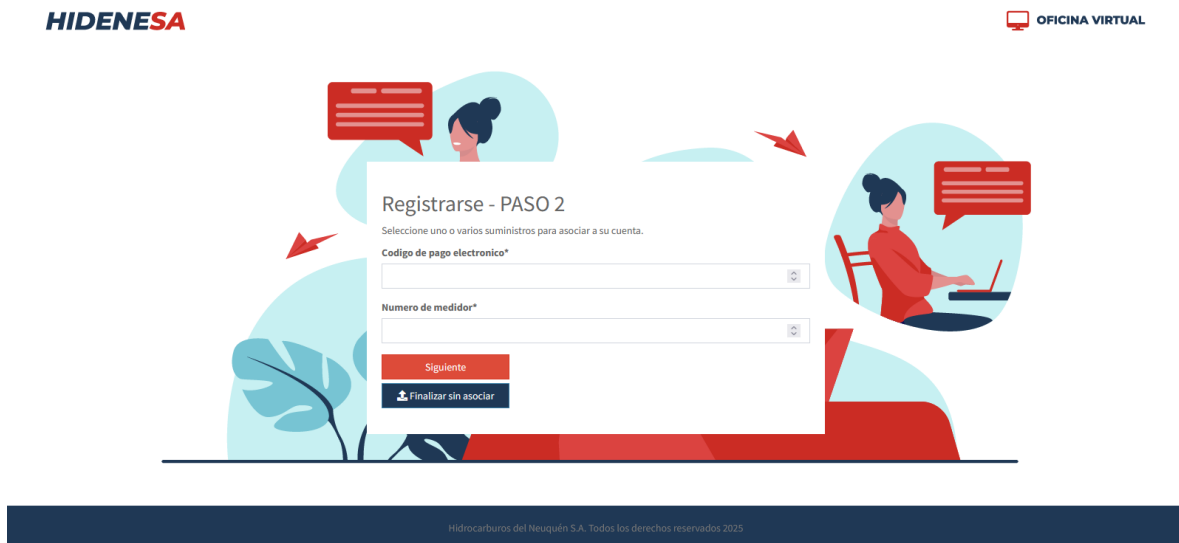 HIDENESA
OFICINA VIRTUAL
Registrarse - PASO 2
Seleccione uno o varios suministros para asociar a su cuenta.
Codigo de pago electronico*
Numero de medidor*
Siguiente
Finalizar sin asociar
Hidrocarburos del Neuquén S.A. Todos los derechos reservados 2025